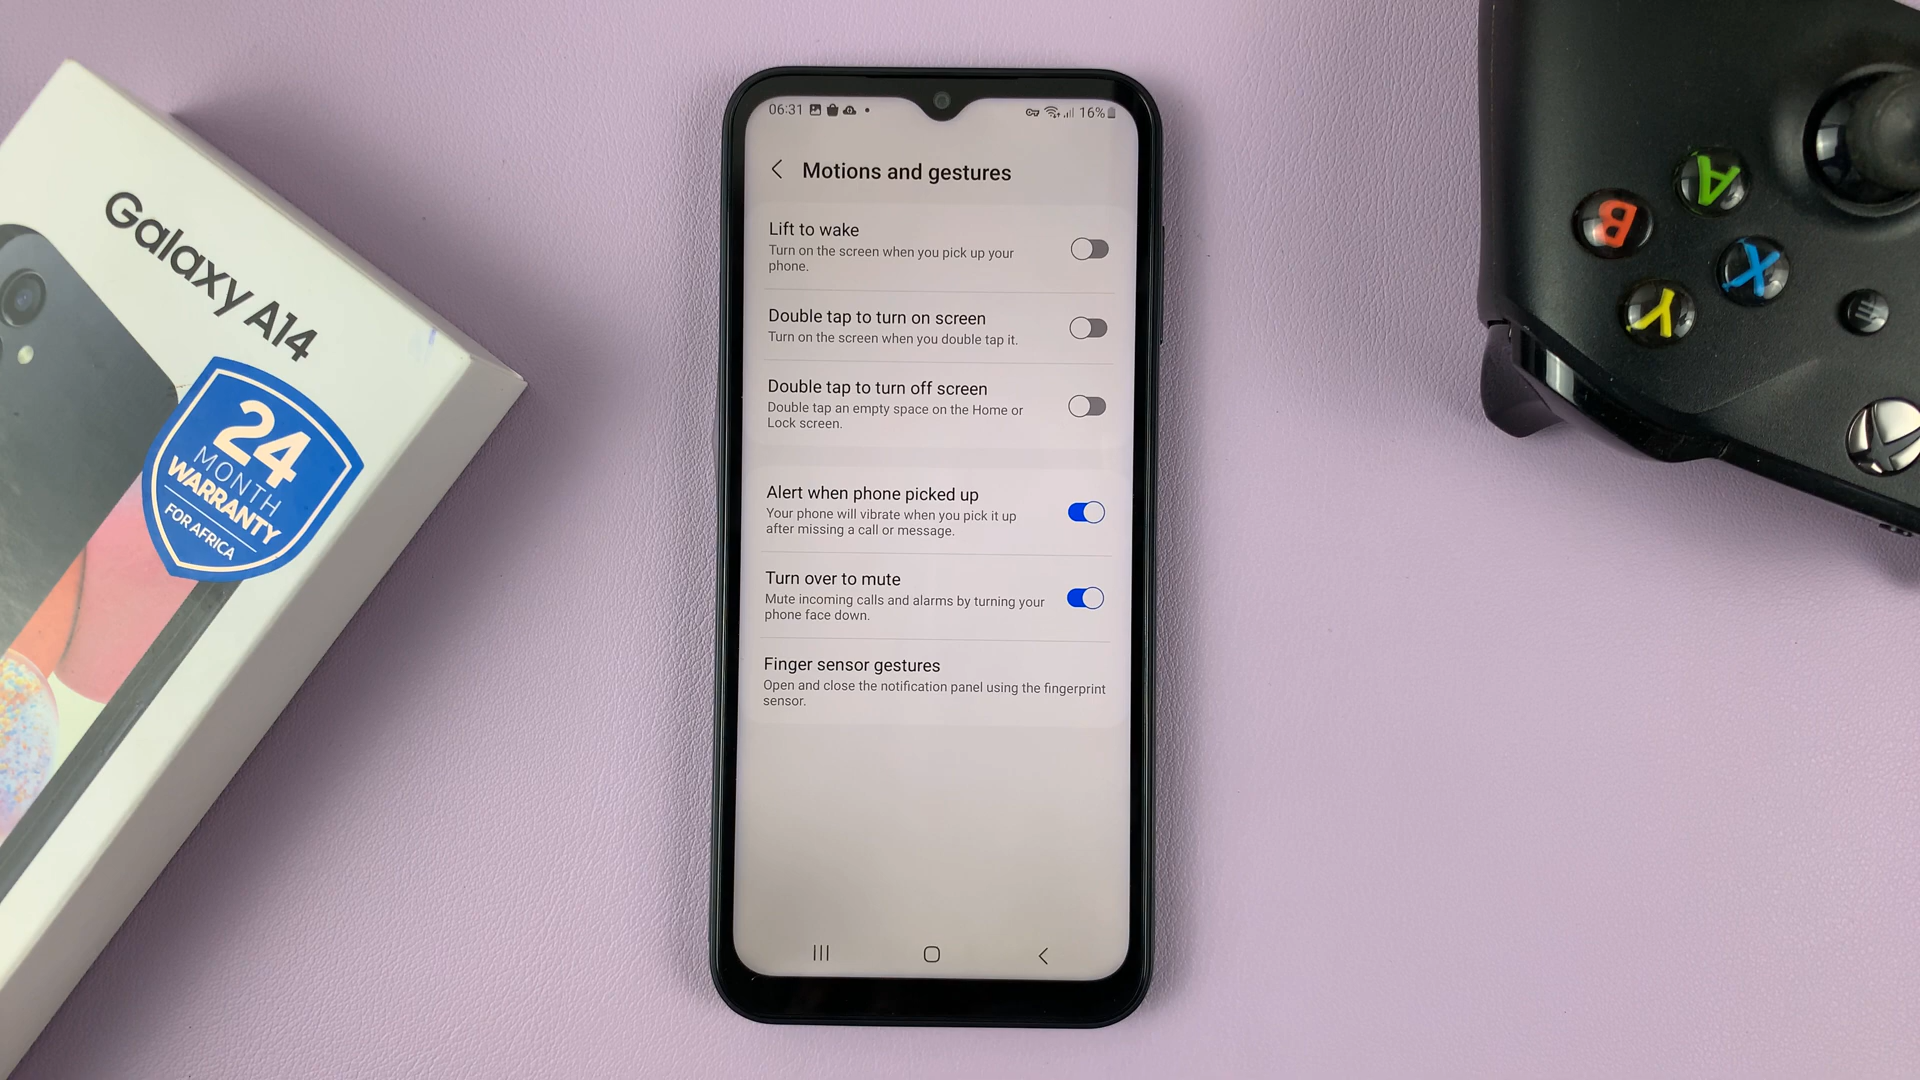 Galaxy A14
24
MONTH
WARRANTY
FOR AFRICA
06:31
16%
Motions and gestures
Lift to wake
Turn on the screen when you pick up your
phone.
Double tap to turn on screen
Turn on the screen when you double tap it.
Double tap to turn off screen
Double tap an empty space on the Home or
Lock screen.
Alert when phone picked up
Your phone will vibrate when you pick it up
after missing a call or message.
Turn over to mute
Mute incoming calls and alarms by turning your
phone face down.
Finger sensor gestures
Open and close the notification panel using the fingerprint
sensor.
A
B
X
Y